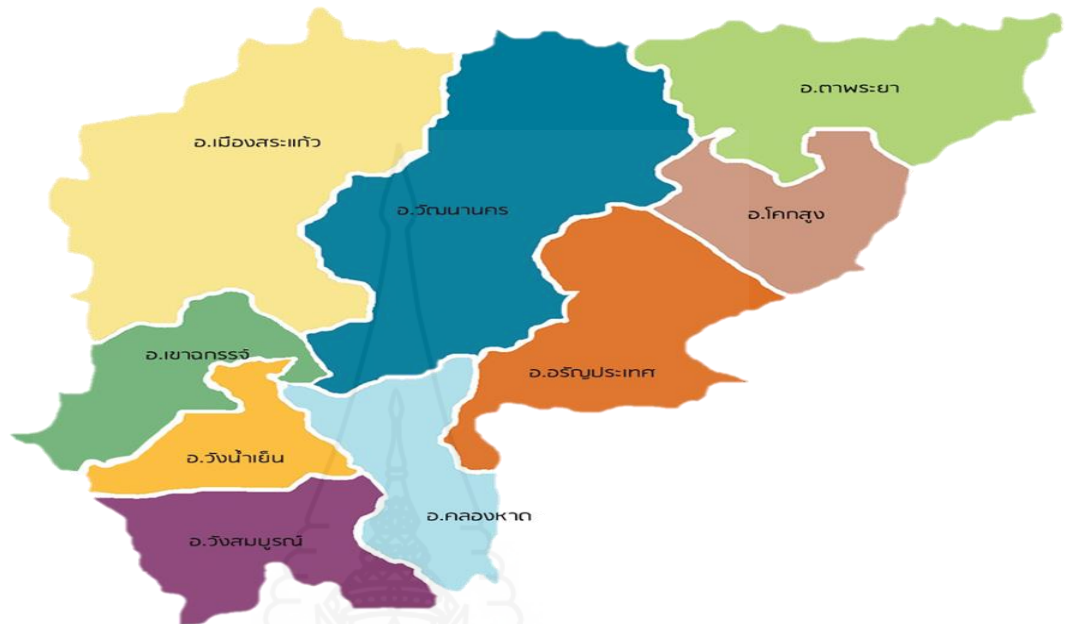 อ.ตาพระยา
อ.เมืองสระแก้ว
อ.วัฒนานคร
อ.โคกสูง
อ.เขาฉกรรจ์
อ.อรัญประเทศ
อ.วังน้ำเย็น
อ.คลองหาด
อ.วังสมบูรณ์